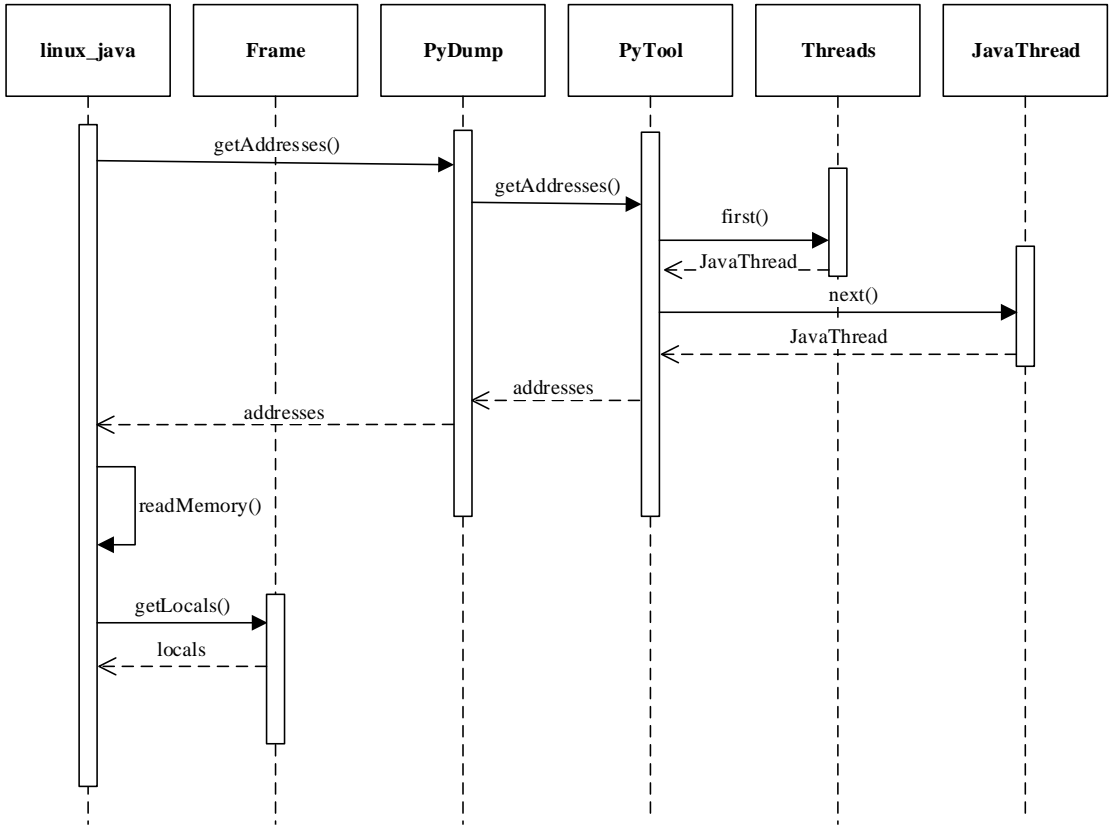 linux_java
Frame
PyDump
PyTool
Threads
JavaThread
getAddresses()
getAddresses()
first()
JavaThread
next()
JavaThread
addresses
addresses
readMemory()
getLocals()
locals